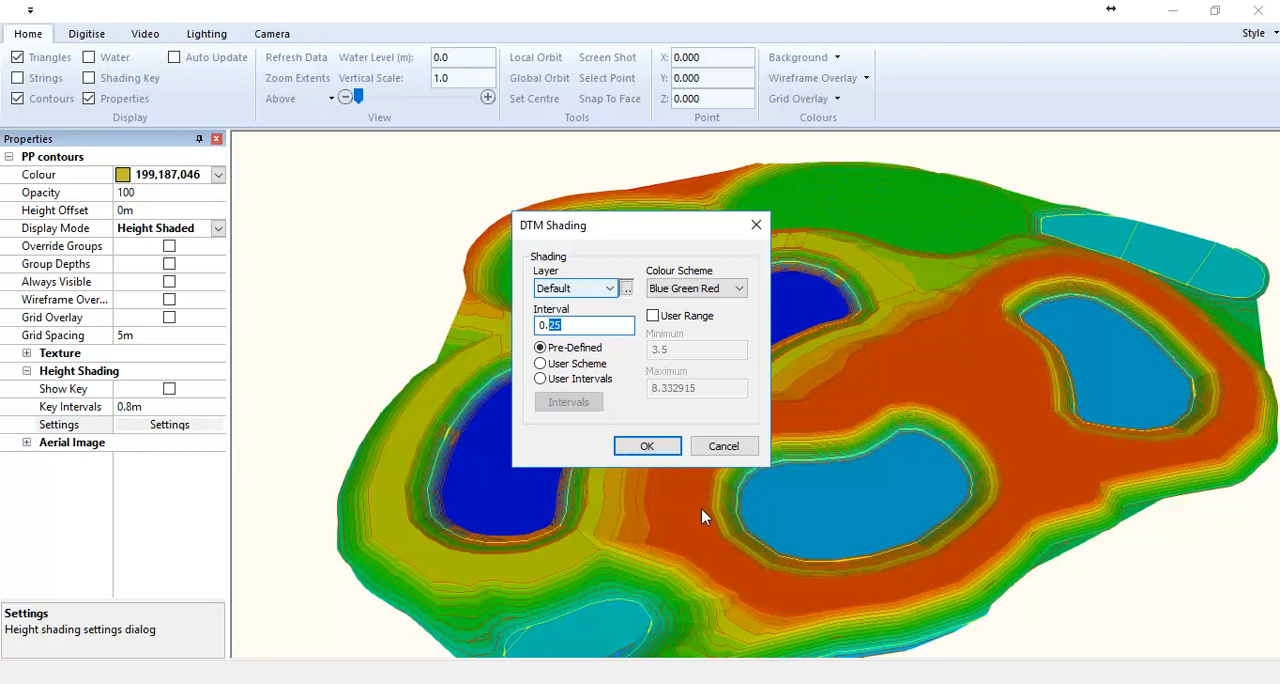 Home Digitise Video Lighting Camera Style
Triangles Water Auto Update Refresh Data Water Level (m): 0.0 Local Orbit Screen Shot X: 0.000 Background
Strings Shading Key Zoom Extents Vertical Scale: 1.0 Global Orbit Select Point Y: 0.000 Wireframe Overlay
Contours Properties Above Set Centre Snap To Face Z: 0.000 Grid Overlay
Display View Tools Point Colours
Properties
PP contours
Colour 199,187,046
Opacity 100
Height Offset 0m
Display Mode Height Shaded
Override Groups
Group Depths
Always Visible
Wireframe Over...
Grid Overlay
Grid Spacing 5m
Texture
Height Shading
Show Key
Key Intervals 0.8m
Settings Settings
Aerial Image
Settings
Height shading settings dialog
DTM Shading
Shading
Layer Colour Scheme
Default .. Blue Green Red
Interval User Range
0.25 Minimum
Pre-Defined 3.5
User Scheme Maximum
User Intervals 8.332915
Intervals
OK Cancel